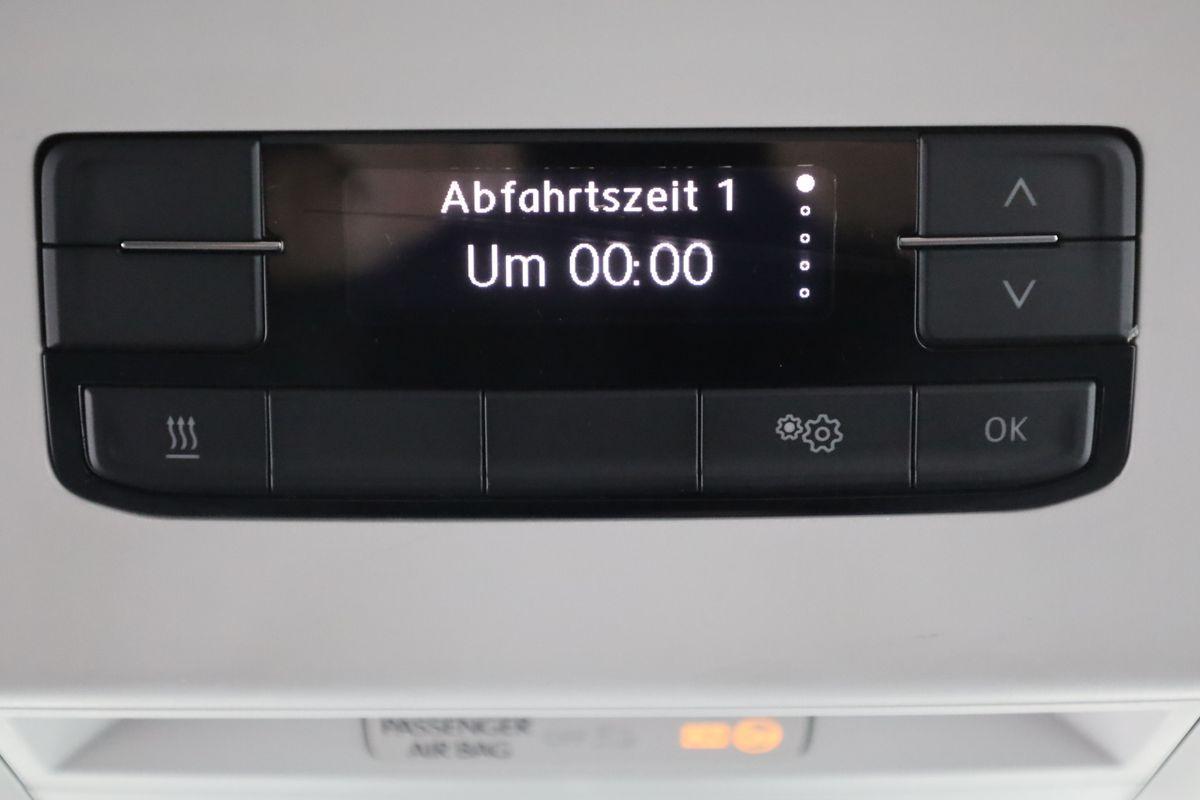 Abfahrtszeit 1
Um 00:00
OK
PASSENGER
AIR BAG